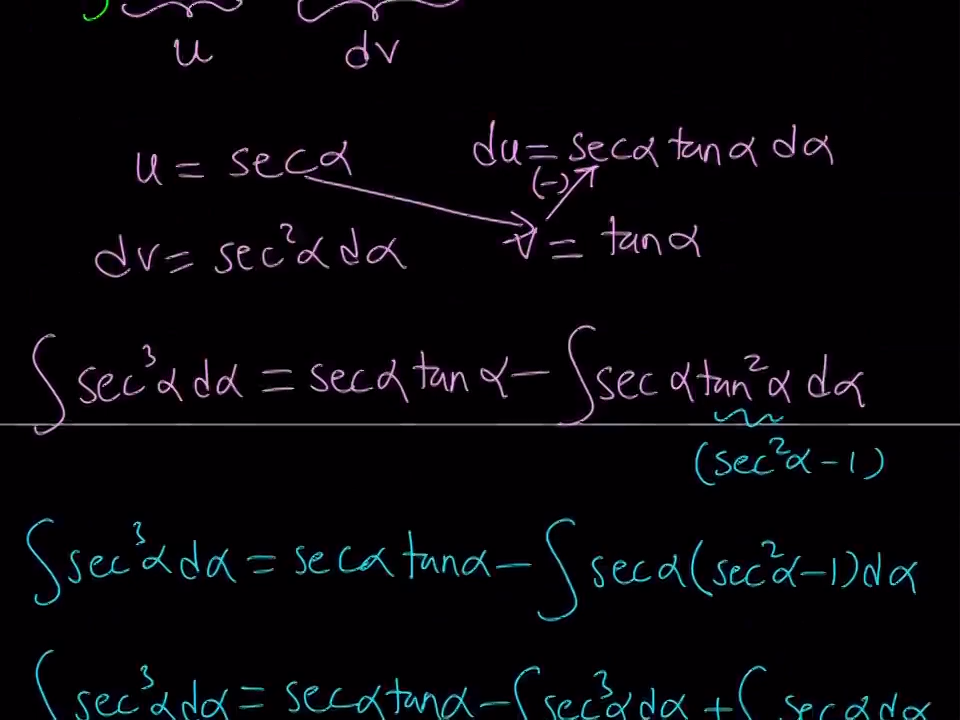 u dv
u = secα du = secα tanα dα
(-)
dv = sec²α dα v = tanα
∫sec³α dα = secα tanα - ∫secα tan²α dα
(sec²α - 1)
∫sec³α dα = secα tanα - ∫secα(sec²α-1)dα
∫sec³α dα = secα tanα - ∫sec³α dα + ∫secα dα